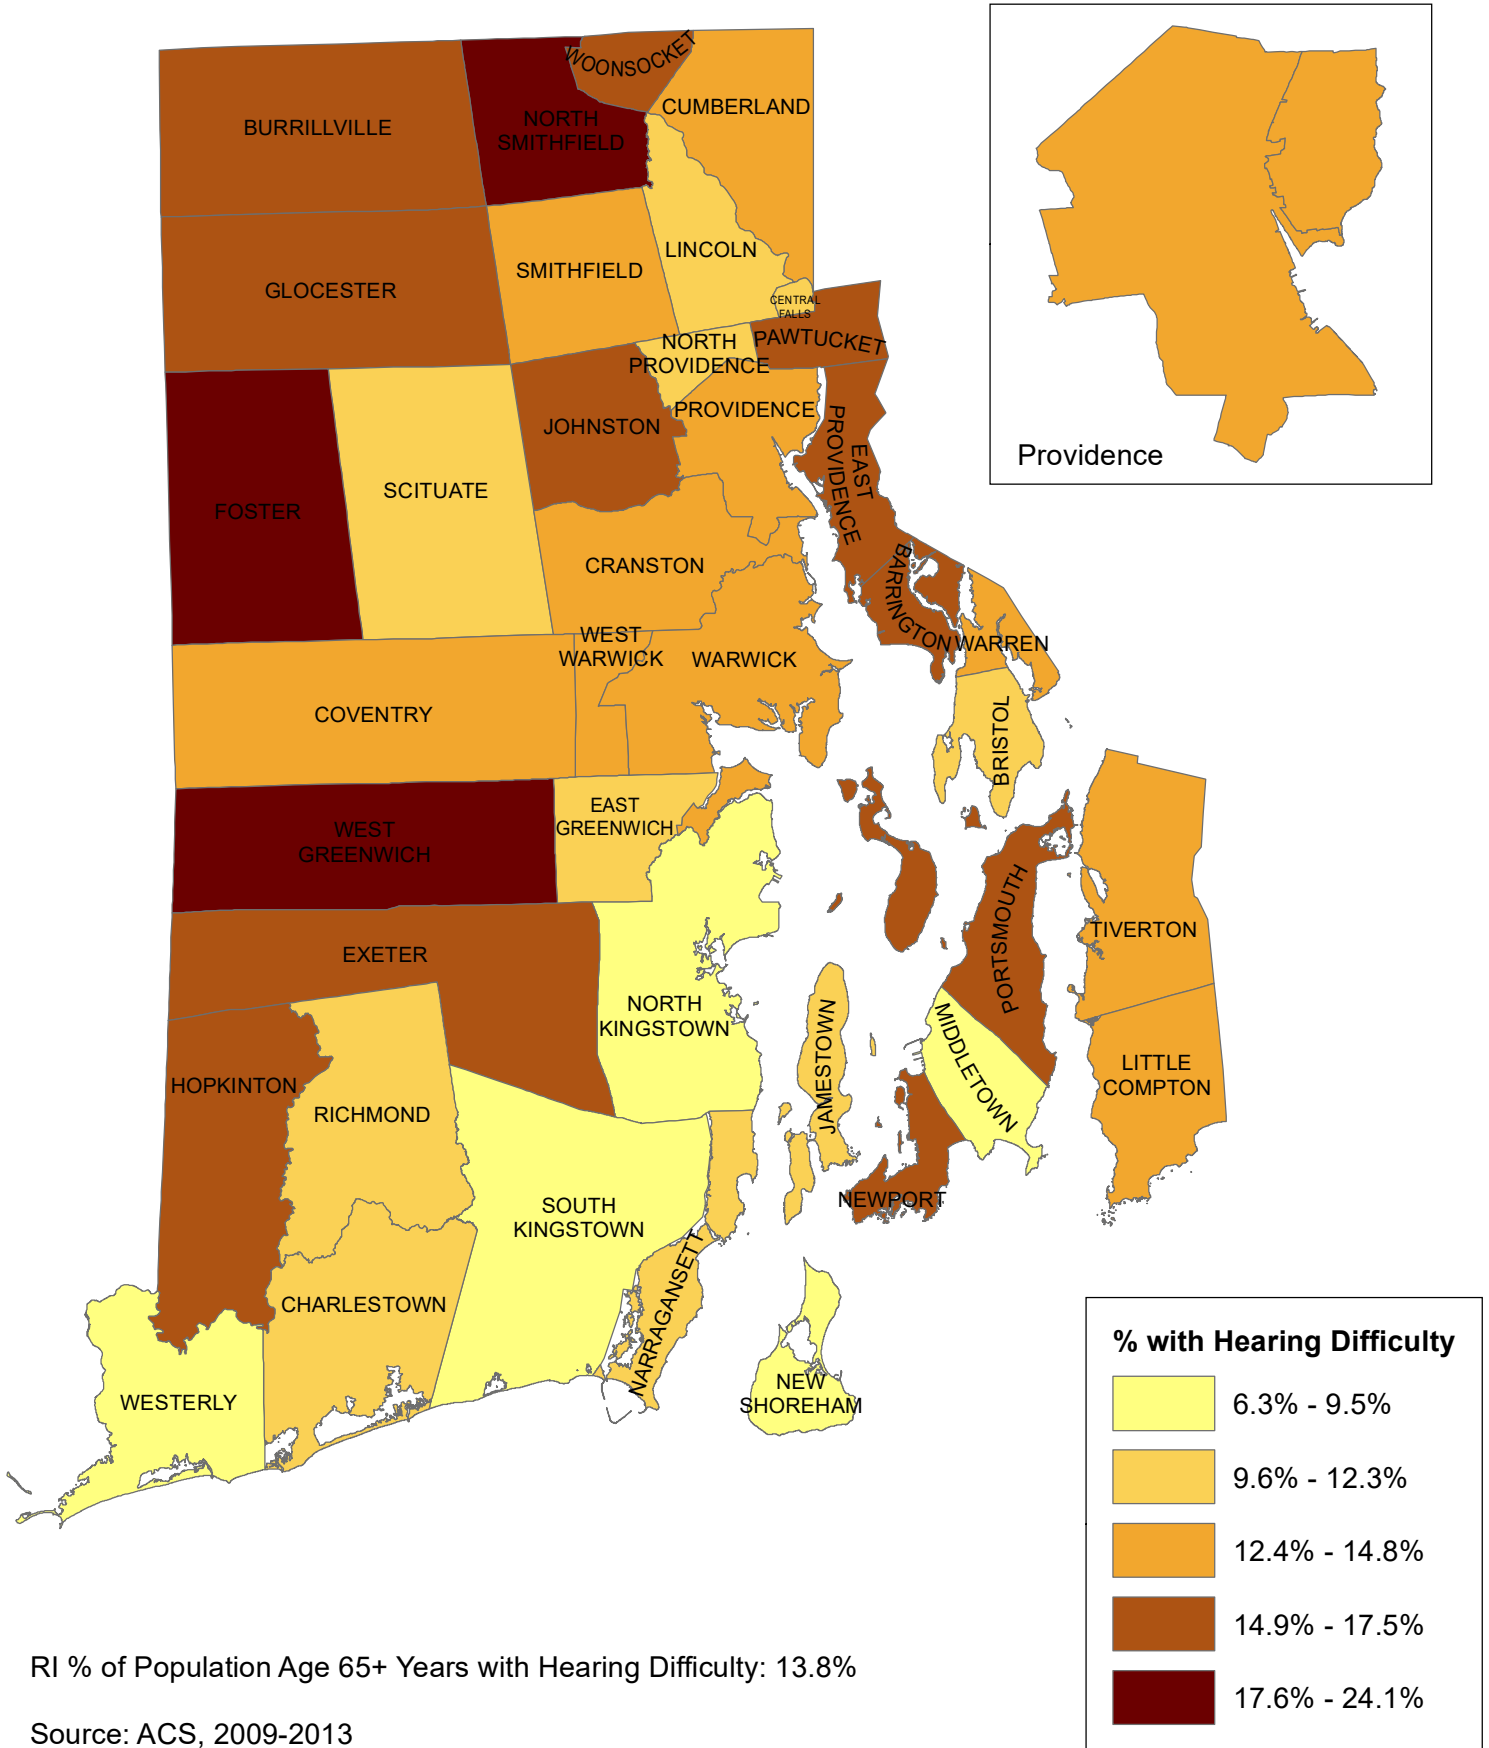 WOONSOCKET
CUMBERLAND
BURRILLVILLE
NORTH
SMITHFIELD
LINCOLN
SMITHFIELD
GLOCESTER
CENTRAL
FALLS
NORTH
PROVIDENCE
PAWTUCKET
PROVIDENCE
JOHNSTON
EAST
PROVIDENCE
SCITUATE
FOSTER
CRANSTON
BARRINGTON
WARREN
WEST
WARWICK
WARWICK
COVENTRY
BRISTOL
EAST
GREENWICH
WEST
GREENWICH
PORTSMOUTH
TIVERTON
EXETER
NORTH
KINGSTOWN
JAMESTOWN
MIDDLETOWN
LITTLE
COMPTON
HOPKINTON
RICHMOND
SOUTH
KINGSTOWN
NEWPORT
NARRAGANSETT
CHARLESTOWN
WESTERLY
NEW
SHOREHAM
Providence
% with Hearing Difficulty
6.3% - 9.5%
9.6% - 12.3%
12.4% - 14.8%
14.9% - 17.5%
17.6% - 24.1%
RI % of Population Age 65+ Years with Hearing Difficulty: 13.8%
Source: ACS, 2009-2013